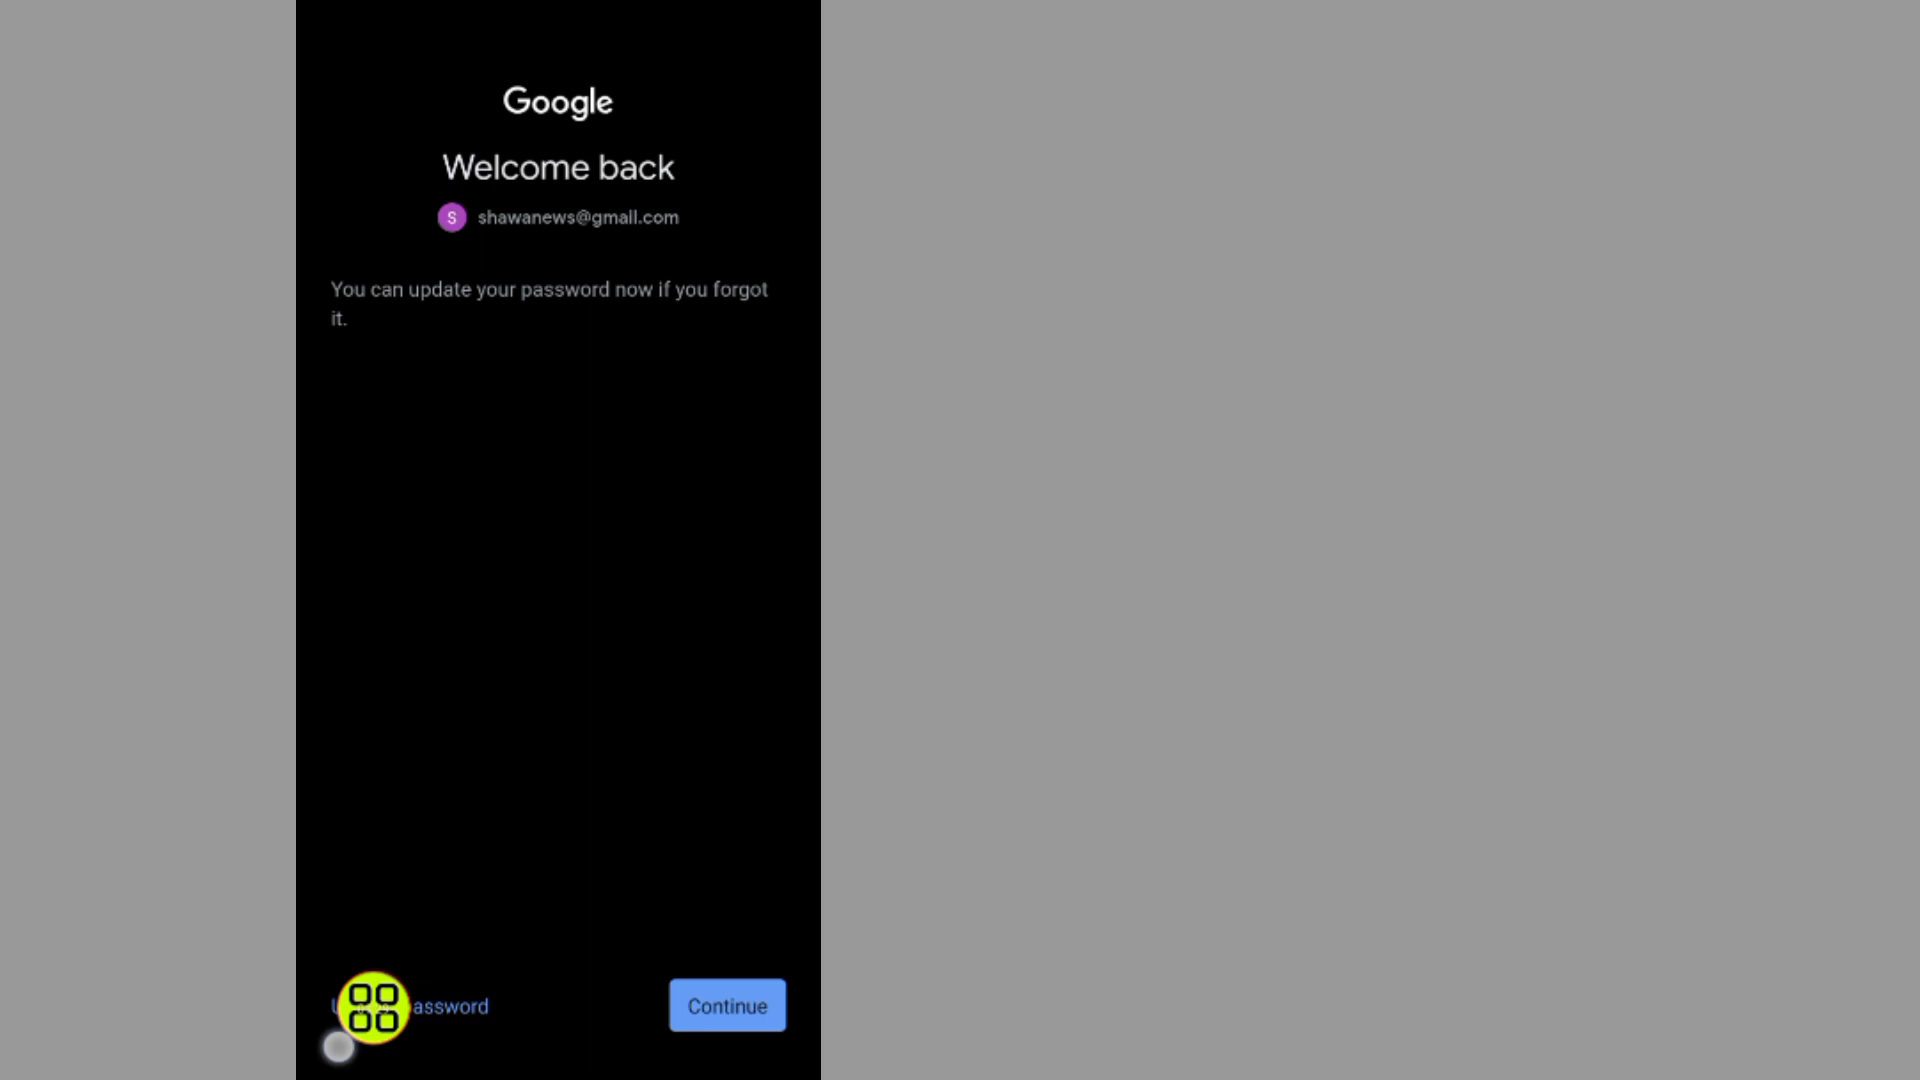 Google
Welcome back
S shawanews@gmail.com
You can update your password now if you forgot
it.
assword
Continue